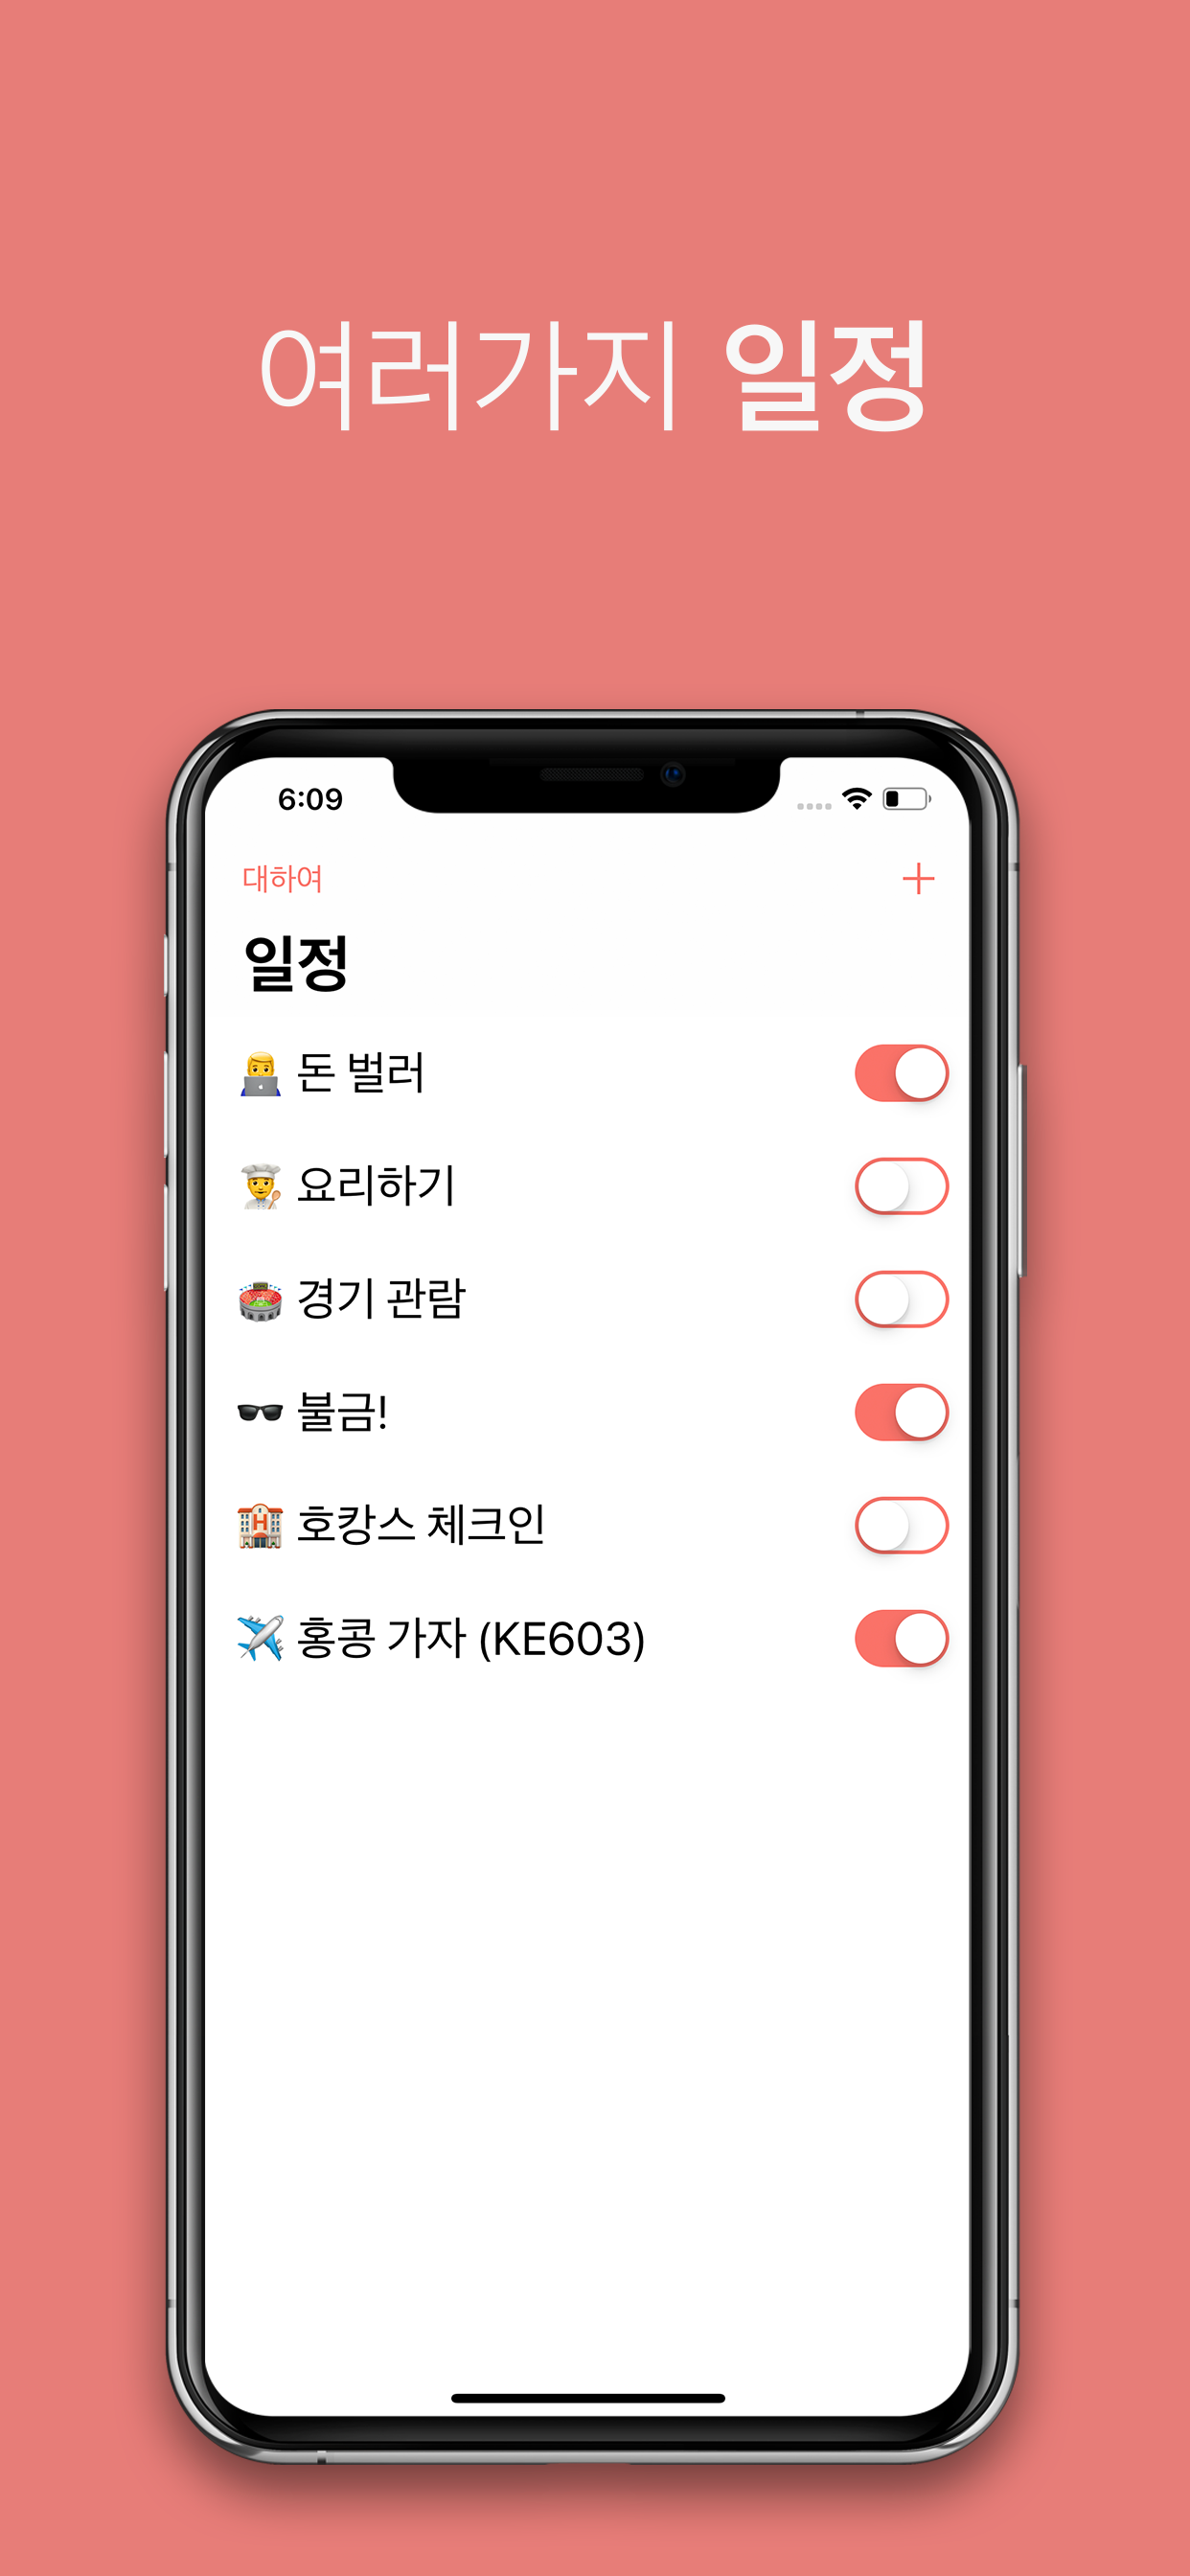 여러가지 일정
6:09
대하여
일정
👨‍💻 돈 벌러
👨‍🍳 요리하기
🏟 경기 관람
🕶 불금!
🏨 호캉스 체크인
✈️ 홍콩 가자 (KE603)